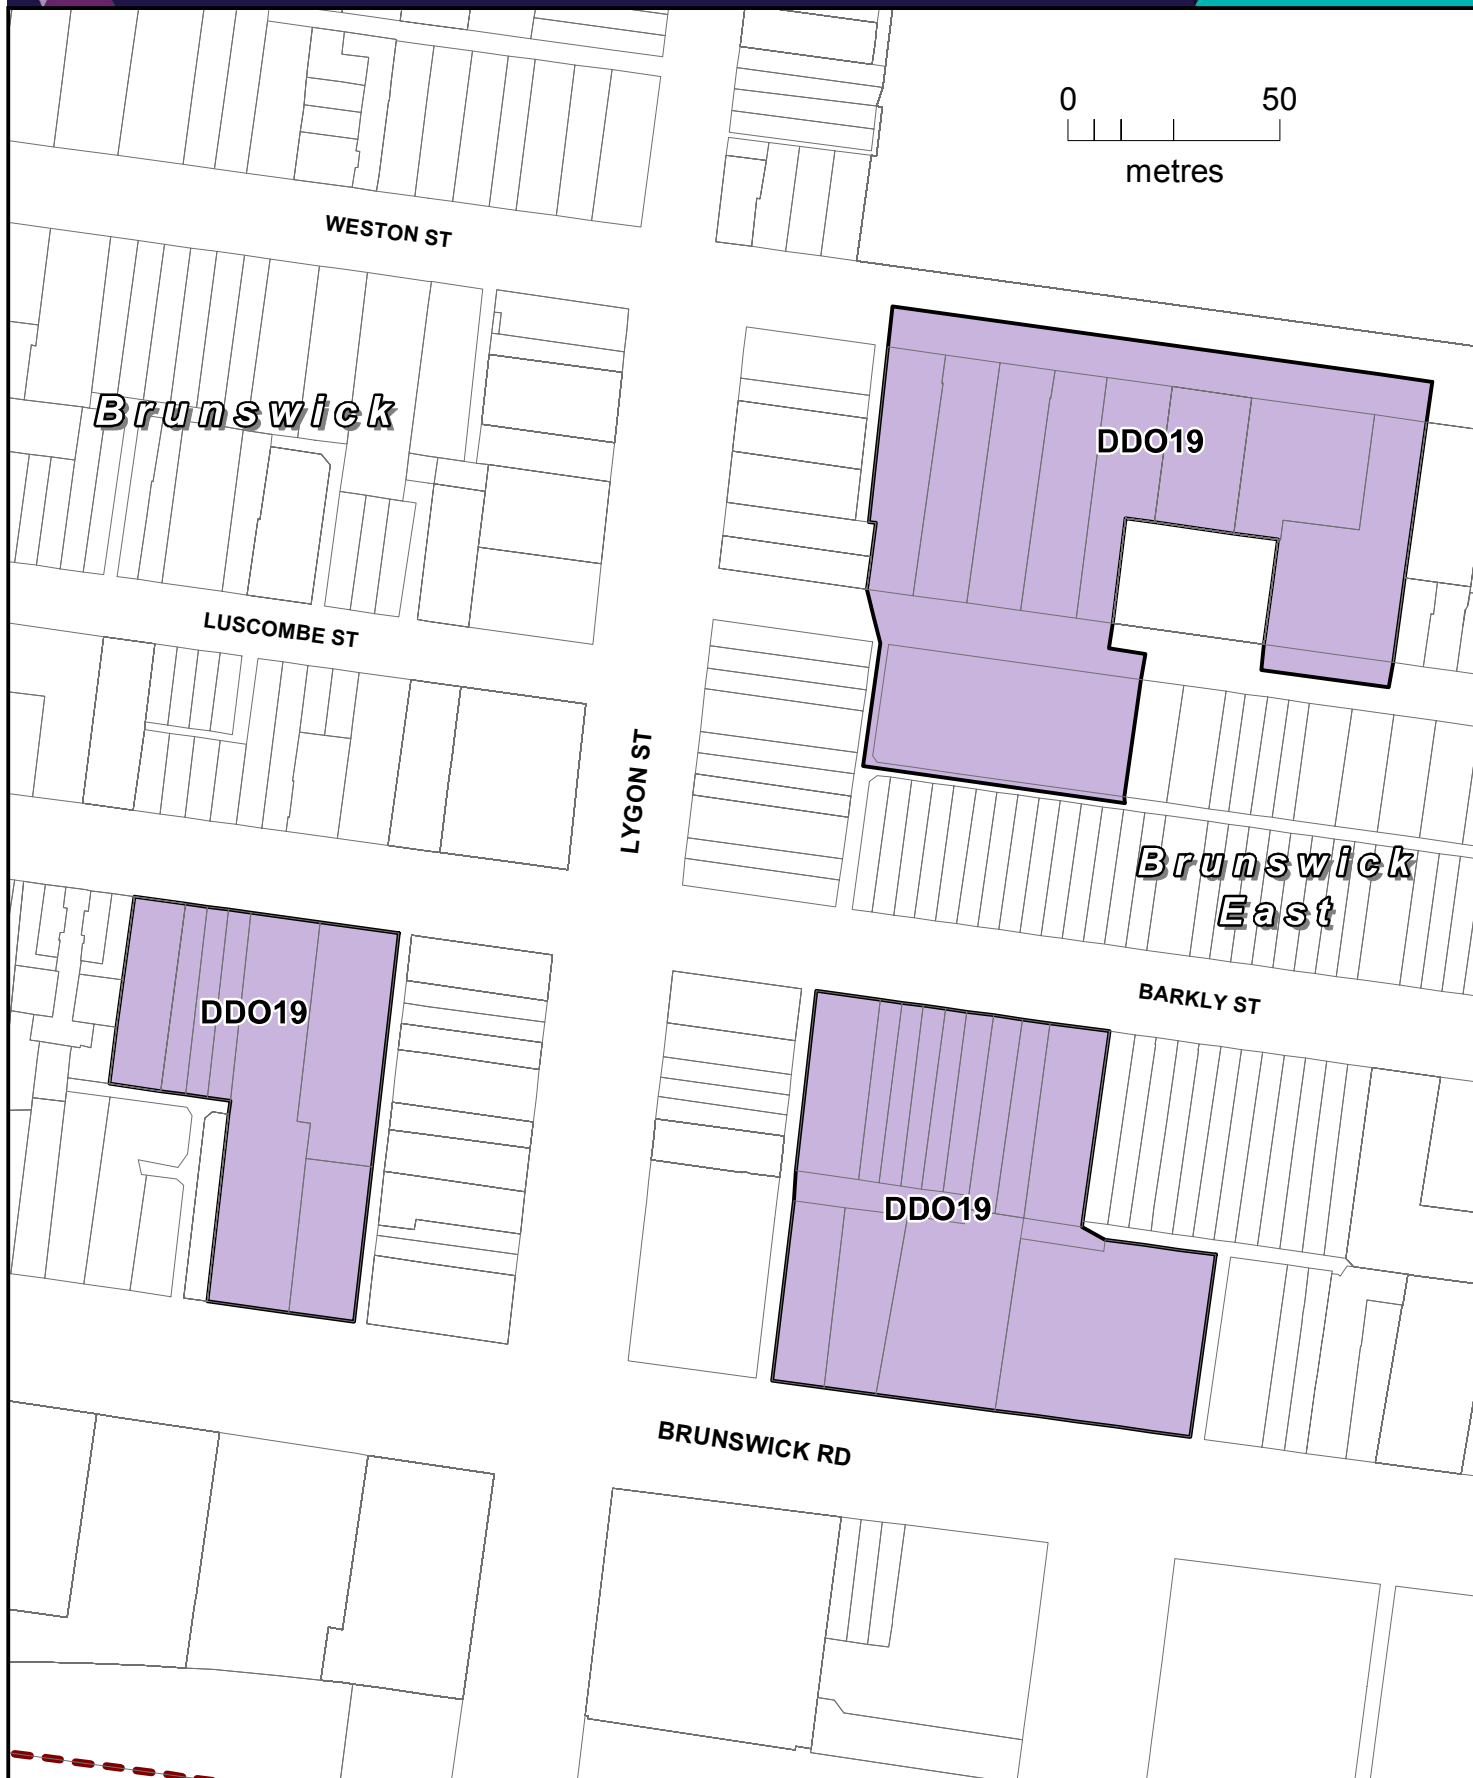 0 50
metres
WESTON ST
Brunswick
DDO19
LUSCOMBE ST
LYGON ST
Brunswick
East
DDO19
BARKLY ST
DDO19
BRUNSWICK RD